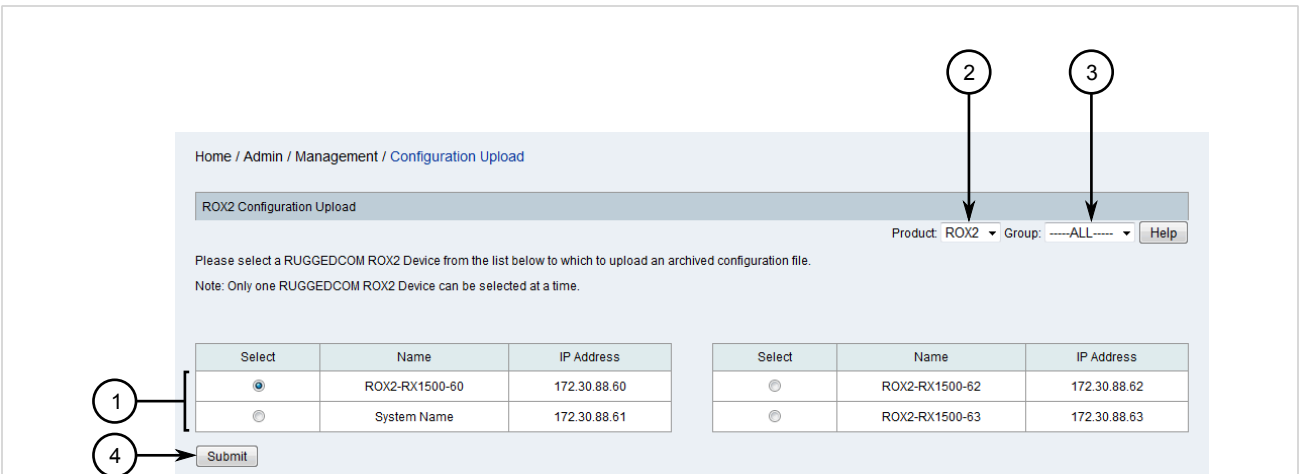 2 3
Home / Admin / Management / Configuration Upload
ROX2 Configuration Upload
Product: ROX2 Group: -----ALL----- Help
Please select a RUGGEDCOM ROX2 Device from the list below to which to upload an archived configuration file.
Note: Only one RUGGEDCOM ROX2 Device can be selected at a time.
Select Name IP Address Select Name IP Address
ROX2-RX1500-60 172.30.88.60 ROX2-RX1500-62 172.30.88.62
1
System Name 172.30.88.61 ROX2-RX1500-63 172.30.88.63
4 Submit